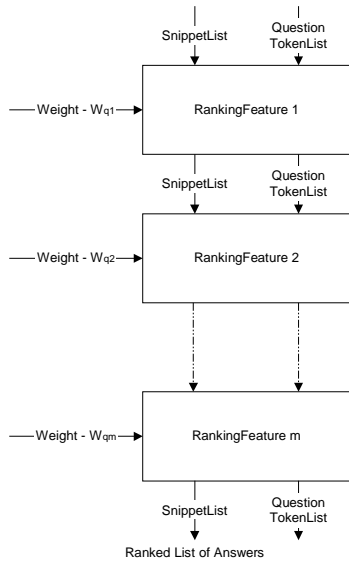 SnippetList
Question
TokenList
Weight - Wq1
RankingFeature 1
SnippetList
Question
TokenList
Weight - Wq2
RankingFeature 2
Weight - Wqm
RankingFeature m
SnippetList
Question
TokenList
Ranked List of Answers